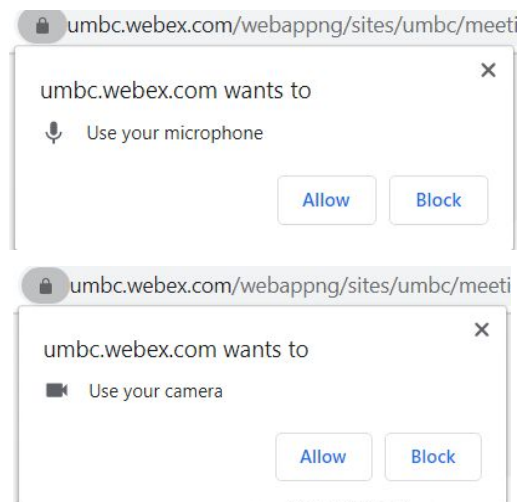 umbc.webex.com/webappng/sites/umbc/meeti
umbc.webex.com wants to
Use your microphone
Allow Block
umbc.webex.com/webappng/sites/umbc/meeti
umbc.webex.com wants to
Use your camera
Allow Block